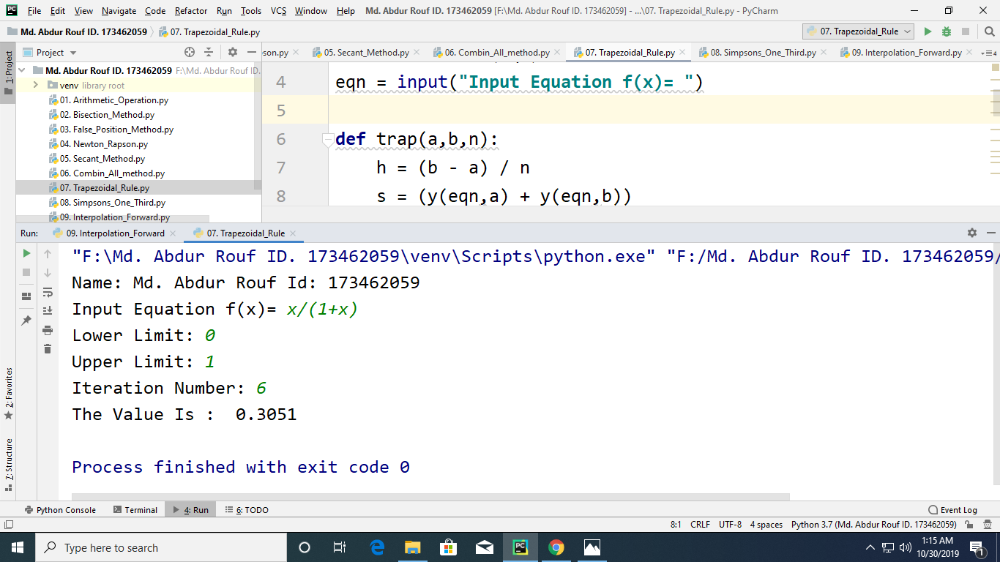 PC File Edit View Navigate Code Refactor Run Tools VCS Window Help Md. Abdur Rouf ID. 173462059 [F:\Md. Abdur Rouf ID. 173462059] - ...\07. Trapezoidal_Rule.py - PyCharm
Md. Abdur Rouf ID. 173462059 07. Trapezoidal_Rule.py 07. Trapezoidal_Rule
1: Project
Project
son.py 05. Secant_Method.py 06. Combin_All_method.py 07. Trapezoidal_Rule.py 08. Simpsons_One_Third.py 09. Interpolation_Forward.py 4
Md. Abdur Rouf ID. 173462059 F:\Md. Abdur Rouf ID.
venv library root
01. Arithmetic_Operation.py
02. Bisection_Method.py
03. False_Position_Method.py
04. Newton_Rapson.py
05. Secant_Method.py
06. Combin_All_method.py
07. Trapezoidal_Rule.py
08. Simpsons_One_Third.py
09. Interpolation_Forward.py
4 eqn = input("Input Equation f(x)= ")
5
6 def trap(a,b,n):
7 h = (b - a) / n
8 s = (y(eqn,a) + y(eqn,b))
Run: 09. Interpolation_Forward 07. Trapezoidal_Rule
"F:\Md. Abdur Rouf ID. 173462059\venv\Scripts\python.exe" "F:/Md. Abdur Rouf ID. 173462059/
Name: Md. Abdur Rouf Id: 173462059
Input Equation f(x)= x/(1+x)
Lower Limit: 0
Upper Limit: 1
Iteration Number: 6
The Value Is : 0.3051
Process finished with exit code 0
2: Favorites
7: Structure
Python Console Terminal 4: Run 6: TODO Event Log
8:1 CRLF UTF-8 4 spaces Python 3.7 (Md. Abdur Rouf ID. 173462059)
Type here to search
PC
1:15 AM
10/30/2019
1